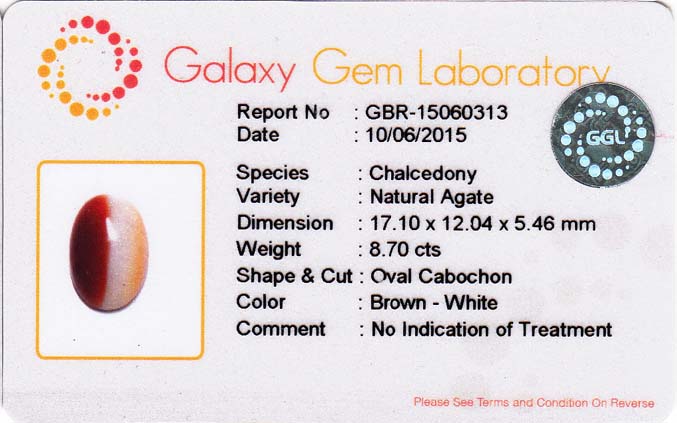 Galaxy Gem Laboratory
Report No : GBR-15060313
Date : 10/06/2015
GGL
Species : Chalcedony
Variety : Natural Agate
Dimension : 17.10 x 12.04 x 5.46 mm
Weight : 8.70 cts
Shape & Cut : Oval Cabochon
Color : Brown - White
Comment : No Indication of Treatment
Please See Terms and Condition On Reverse